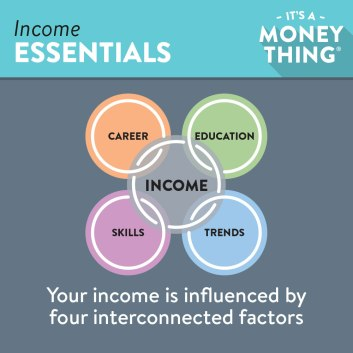 Income
ESSENTIALS
- IT'S A -
MONEY
THING®
CAREER
EDUCATION
INCOME
SKILLS
TRENDS
Your income is influenced by
four interconnected factors